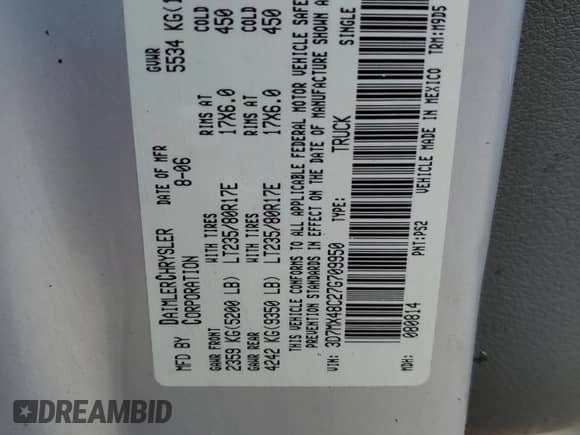 MFD BY DAIMLERCHRYSLER CORPORATION
DATE OF MFR 8-06
GVWR 5534 KG(1
GAWR FRONT WITH TIRES RIMS AT COLD
2359 KG(5200 LB) LT235/80R17E 17X6.0 450
GAWR REAR WITH TIRES RIMS AT COLD
4242 KG(9350 LB) LT235/80R17E 17X6.0 450
THIS VEHICLE CONFORMS TO ALL APPLICABLE FEDERAL MOTOR VEHICLE SAFE
PREVENTION STANDARDS IN EFFECT ON THE DATE OF MANUFACTURE SHOWN A
VIN: 3D7MX48C27G709950 TYPE: TRUCK SINGLE
MDH: 080814 PNT:PS2 VEHICLE MADE IN MEXICO TRM:M9D5
DREAMBID